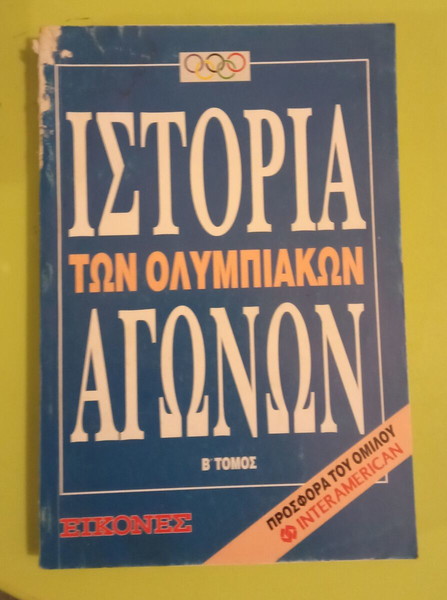 ΙΣΤΟΡΙΑ
ΤΩΝ ΟΛΥΜΠΙΑΚΩΝ
ΑΓΩΝΩΝ
Β΄ ΤΟΜΟΣ
ΕΙΚΟΝΕΣ
ΠΡΟΣΦΟΡΑ ΤΟΥ ΟΜΙΛΟΥ
INTERAMERICAN